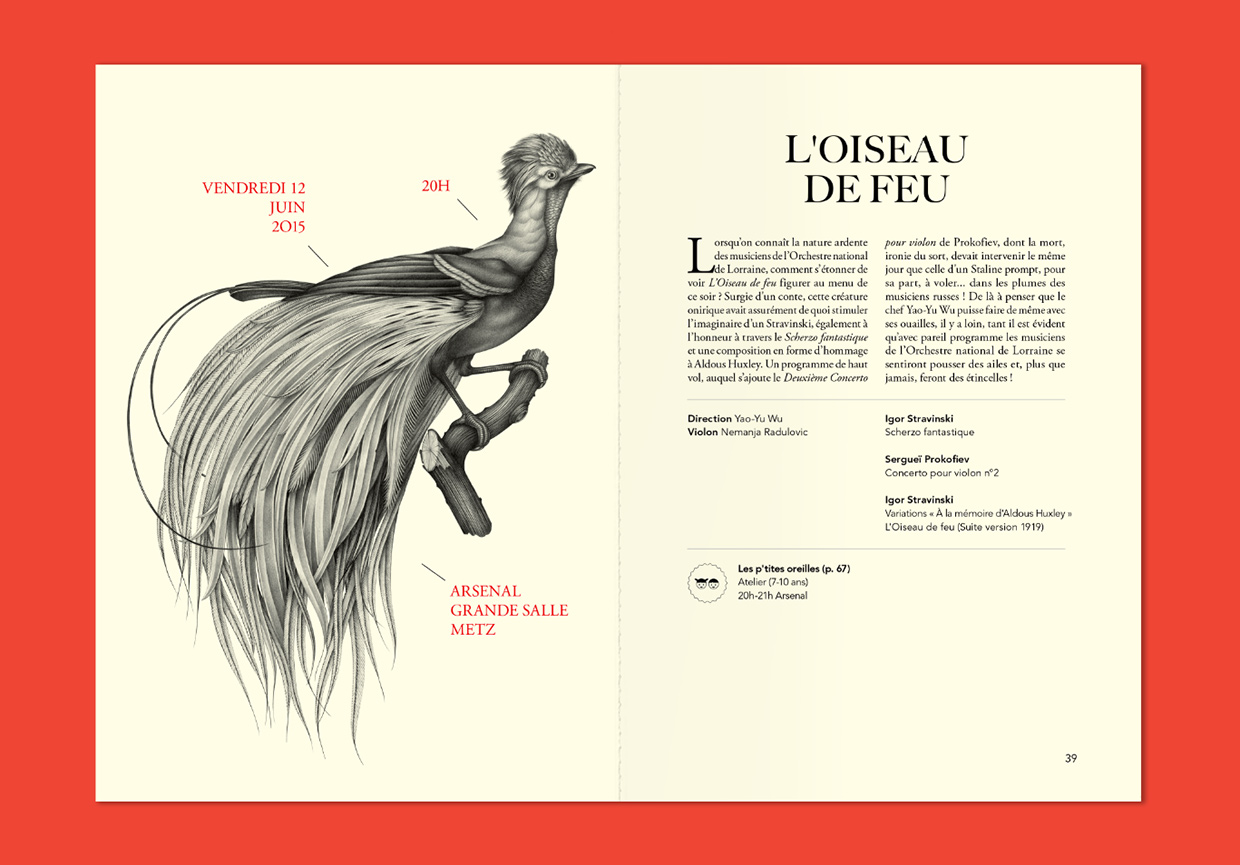 VENDREDI 12
JUIN
2015
20H
ARSENAL
GRANDE SALLE
METZ
L'OISEAU
DE FEU
Lorsqu'on connaît la nature ardente
des musiciens de l'Orchestre national
de Lorraine, comment s'étonner de
voir L'Oiseau de feu figurer au menu de
ce soir ? Surgie d'un conte, cette créature
onirique avait assurément de quoi stimuler
l'imaginaire d'un Stravinski, également à
l'honneur à travers le Scherzo fantastique
et une composition en forme d'hommage
à Aldous Huxley. Un programme de haut
vol, auquel s'ajoute le Deuxième Concerto
pour violon de Prokofiev, dont la mort,
ironie du sort, devait intervenir le même
jour que celle d'un Staline prompt, pour
sa part, à voler... dans les plumes des
musiciens russes ! De là à penser que le
chef Yao-Yu Wu puisse faire de même avec
ses ouailles, il y a loin, tant il est évident
qu'avec pareil programme les musiciens
de l'Orchestre national de Lorraine se
sentiront pousser des ailes et, plus que
jamais, feront des étincelles !
Direction Yao-Yu Wu
Violon Nemanja Radulovic
Igor Stravinski
Scherzo fantastique
Sergueï Prokofiev
Concerto pour violon n°2
Igor Stravinski
Variations « À la mémoire d'Aldous Huxley »
L'Oiseau de feu (Suite version 1919)
Les p'tites oreilles (p. 67)
Atelier (7-10 ans)
20h-21h Arsenal
39